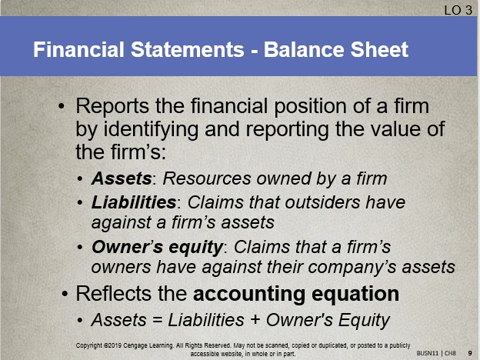 LO 3
Financial Statements - Balance Sheet
• Reports the financial position of a firm
by identifying and reporting the value of
the firm's:
• Assets: Resources owned by a firm
• Liabilities: Claims that outsiders have
against a firm's assets
• Owner's equity: Claims that a firm's
owners have against their company's assets
• Reflects the accounting equation
• Assets = Liabilities + Owner's Equity
Copyright ©2019 Cengage Learning. All Rights Reserved. May not be scanned, copied or duplicated, or posted to a publicly
accessible website, in whole or in part.
BUSN11 | CH8 9